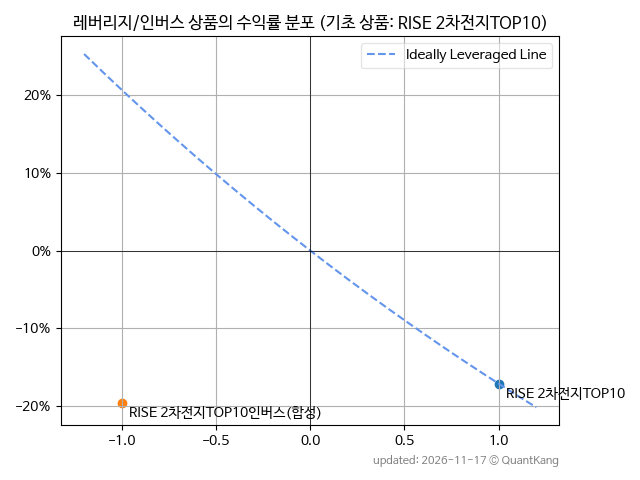 레버리지/인버스 상품의 수익률 분포 (기초 상품: RISE 2차전지TOP10)
Ideally Leveraged Line
20%
10%
0%
-10%
-20%
RISE 2차전지TOP10
RISE 2차전지TOP10인버스(합성)
-1.0 -0.5 0.0 0.5 1.0
updated: 2026-11-17 © QuantKang